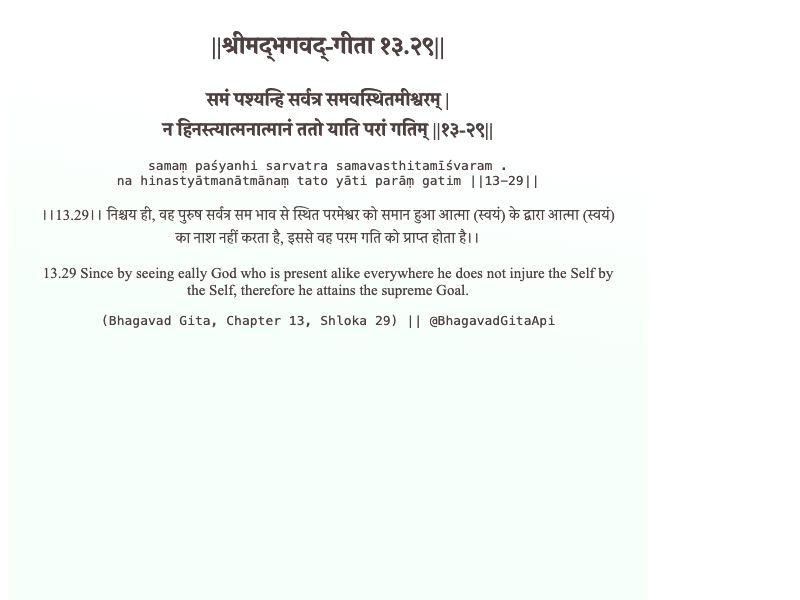 ||श्रीमद्‍भगवद्‍-गीता १३.२९||
समं पश्यन्हि सर्वत्र समवस्थितमीश्वरम् |
न हिनस्त्यात्मनात्मानं ततो याति परां गतिम् ||१३-२९||
samaṃ paśyanhi sarvatra samavasthitamīśvaram .
na hinastyātmanātmānaṃ tato yāti parāṃ gatim ||13-29||
।।13.29।। निश्चय ही, वह पुरुष सर्वत्र सम भाव से स्थित परमेश्वर को समान हुआ आत्मा (स्वयं) के द्वारा आत्मा (स्वयं)
का नाश नहीं करता है, इससे वह परम गति को प्राप्त होता है।।
13.29 Since by seeing eally God who is present alike everywhere he does not injure the Self by
the Self, therefore he attains the supreme Goal.
(Bhagavad Gita, Chapter 13, Shloka 29) || @BhagavadGitaApi